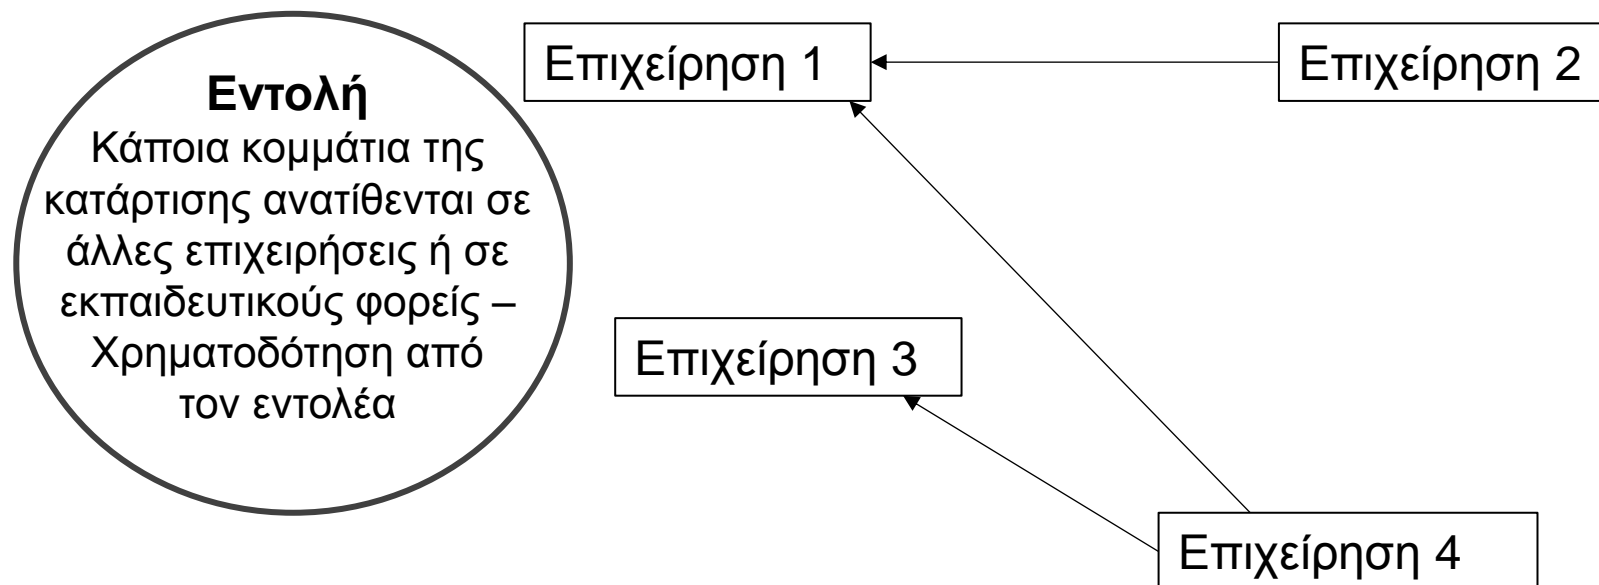 Εντολή
Κάποια κομμάτια της
κατάρτισης ανατίθενται σε
άλλες επιχειρήσεις ή σε
εκπαιδευτικούς φορείς –
Χρηματοδότηση από
τον εντολέα
Επιχείρηση 1
Επιχείρηση 2
Επιχείρηση 3
Επιχείρηση 4